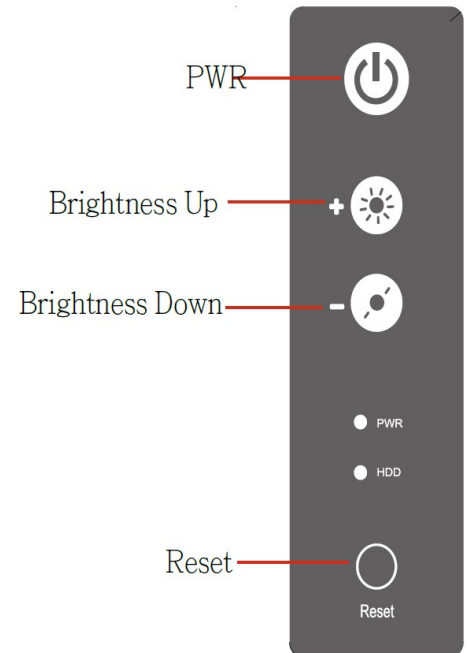 PWR
Brightness Up
+
Brightness Down
-
PWR
HDD
Reset
Reset